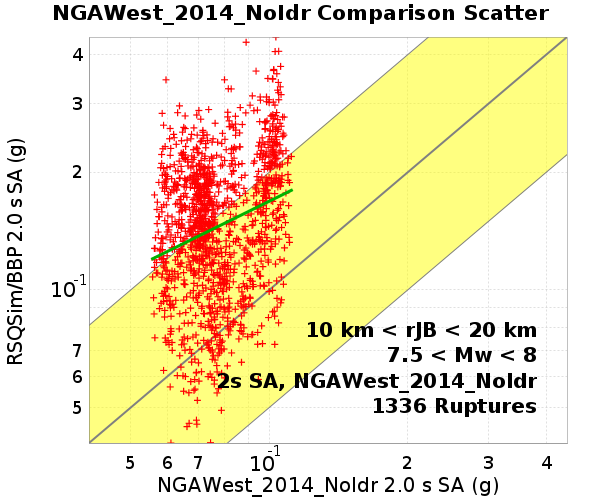 NGAWest_2014_NoIdr Comparison Scatter
RSQSim/BBP 2.0 s SA (g)
4
3
2
10-1
7
6
5
10 km < rJB < 20 km
7.5 < Mw < 8
2s SA, NGAWest_2014_NoIdr
1336 Ruptures
5 6 7 10-1 2 3 4
NGAWest_2014_NoIdr 2.0 s SA (g)